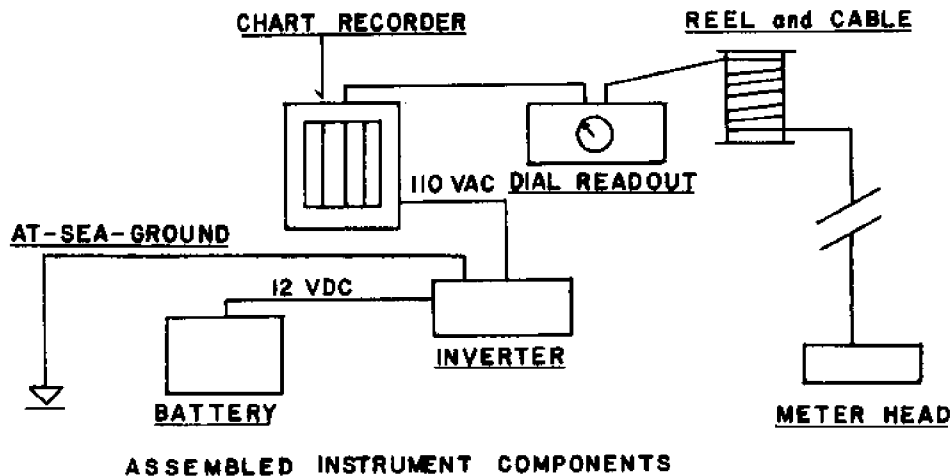 CHART RECORDER
REEL and CABLE
110 VAC
DIAL READOUT
AT-SEA-GROUND
12 VDC
INVERTER
BATTERY
METER HEAD
ASSEMBLED INSTRUMENT COMPONENTS